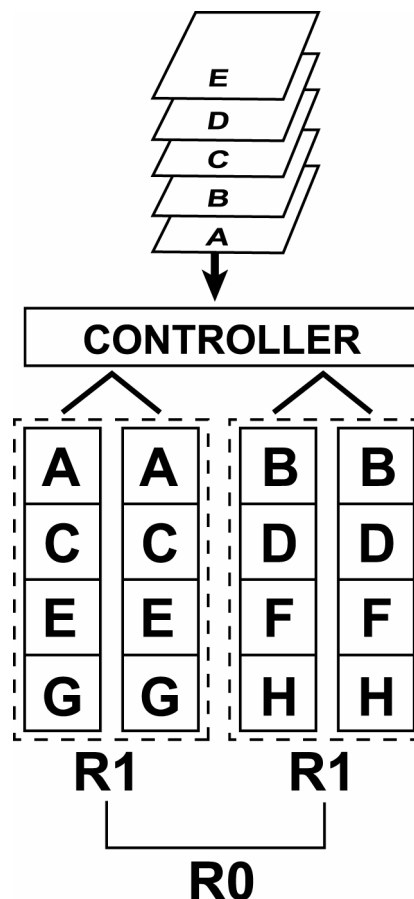 E
D
C
B
A
CONTROLLER
A A B B
C C D D
E E F F
G G H H
R1 R1
R0